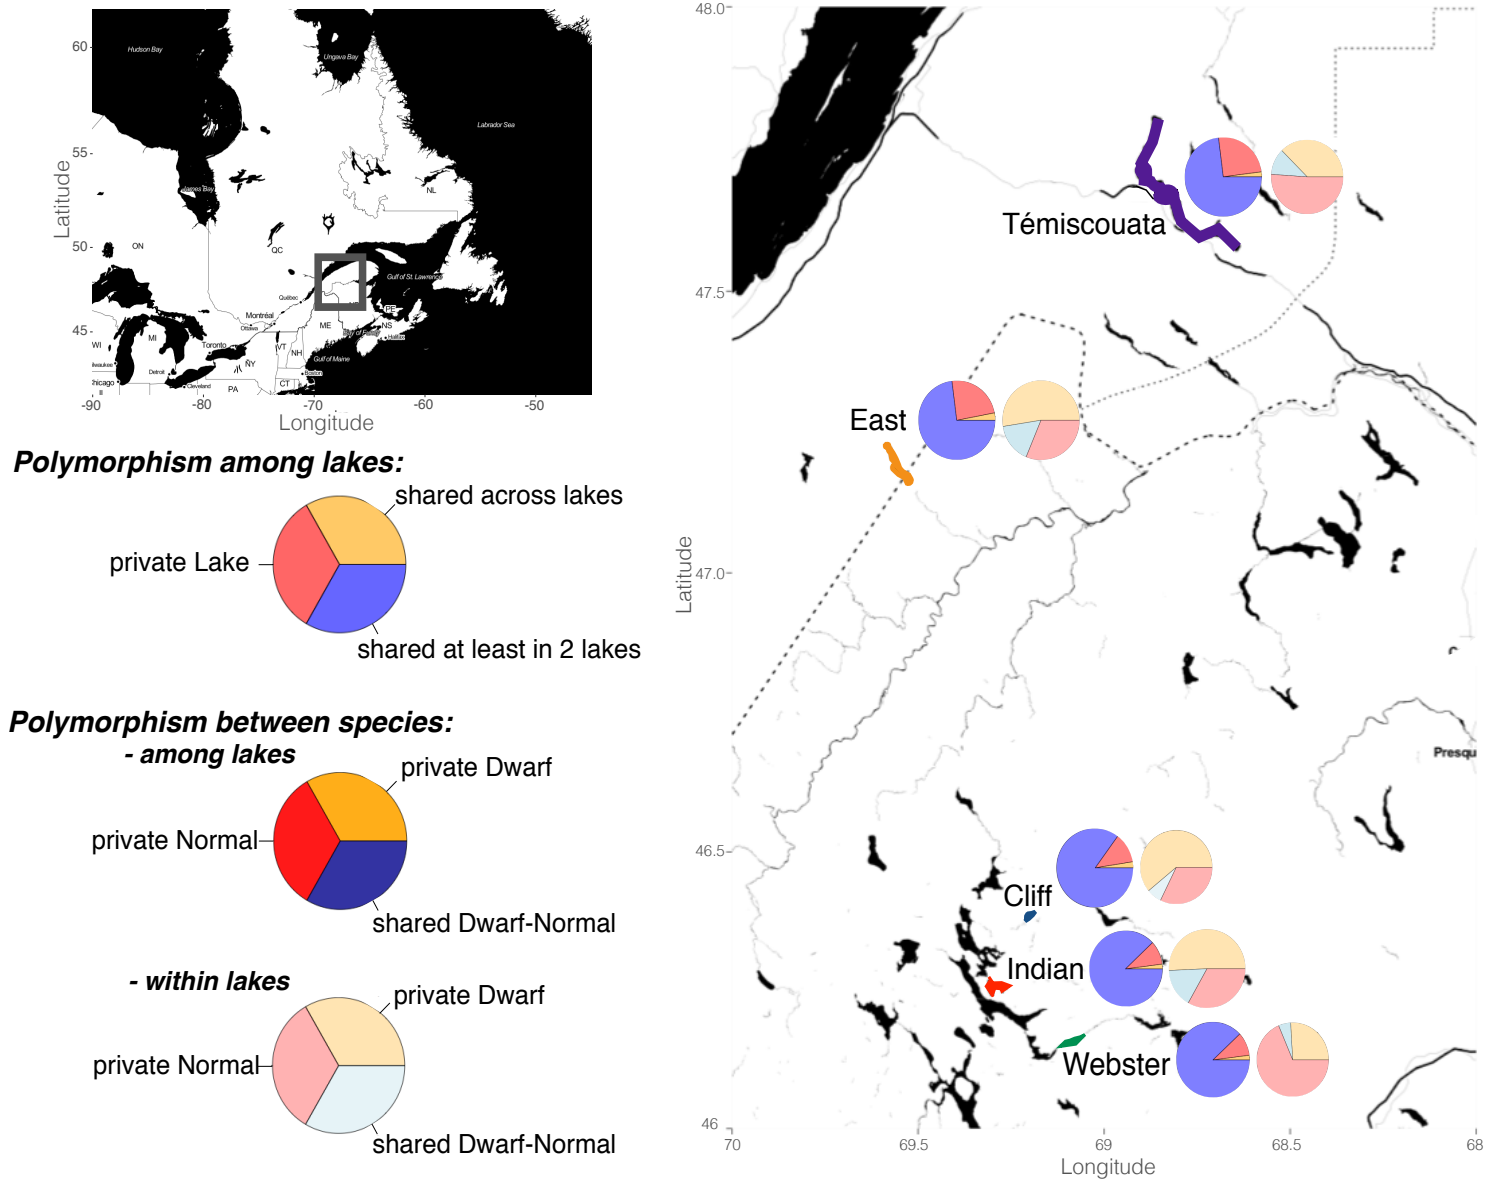 60
55
50
45
Latitude
Hudson Bay
Ungava Bay
Labrador Sea
James Bay
NL
ON
QC
Gulf of St. Lawrence
Québec
Montréal
Ottawa
PE
NS
Halifax
ME
Gulf of Maine
VT
NH
Boston
CT
NY
PA
Toronto
MI
WI
Detroit
Cleveland
-90
-80
-70
-60
-50
Longitude
Polymorphism among lakes:
shared across lakes
private Lake
shared at least in 2 lakes
Polymorphism between species:
- among lakes
private Dwarf
private Normal
shared Dwarf-Normal
- within lakes
private Dwarf
private Normal
shared Dwarf-Normal
48.0
47.5
47.0
46.5
46
Latitude
Témiscouata
East
Presqu
Cliff
Indian
Webster
70
69.5
69
68.5
68
Longitude